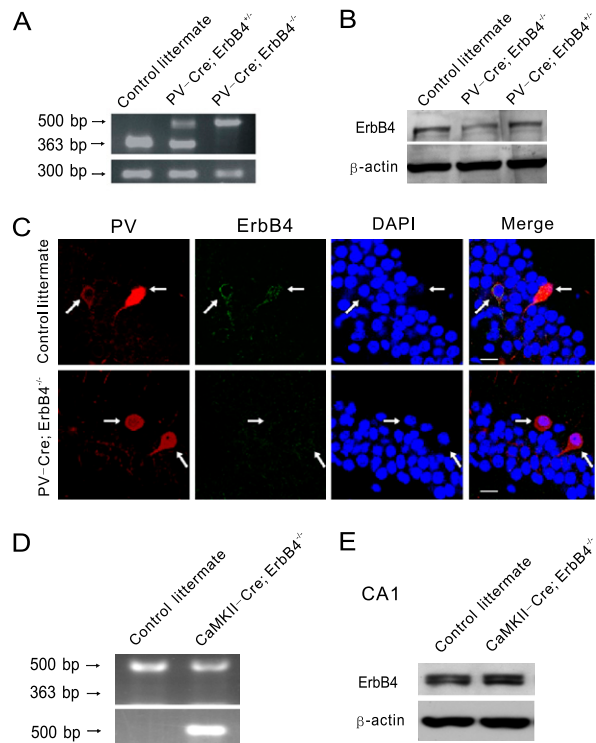 A
Control littermate
PV–Cre; ErbB4+/-
PV–Cre; ErbB4-/-
500 bp →
363 bp →
300 bp →
B
Control littermate
PV–Cre; ErbB4-/-
PV–Cre; ErbB4+/-
ErbB4
β-actin
C
PV
ErbB4
DAPI
Merge
Control littermate
PV–Cre; ErbB4-/-
D
Control littermate
CaMKII–Cre; ErbB4-/-
500 bp →
363 bp →
500 bp →
E
CA1
Control littermate
CaMKII–Cre; ErbB4-/-
ErbB4
β-actin